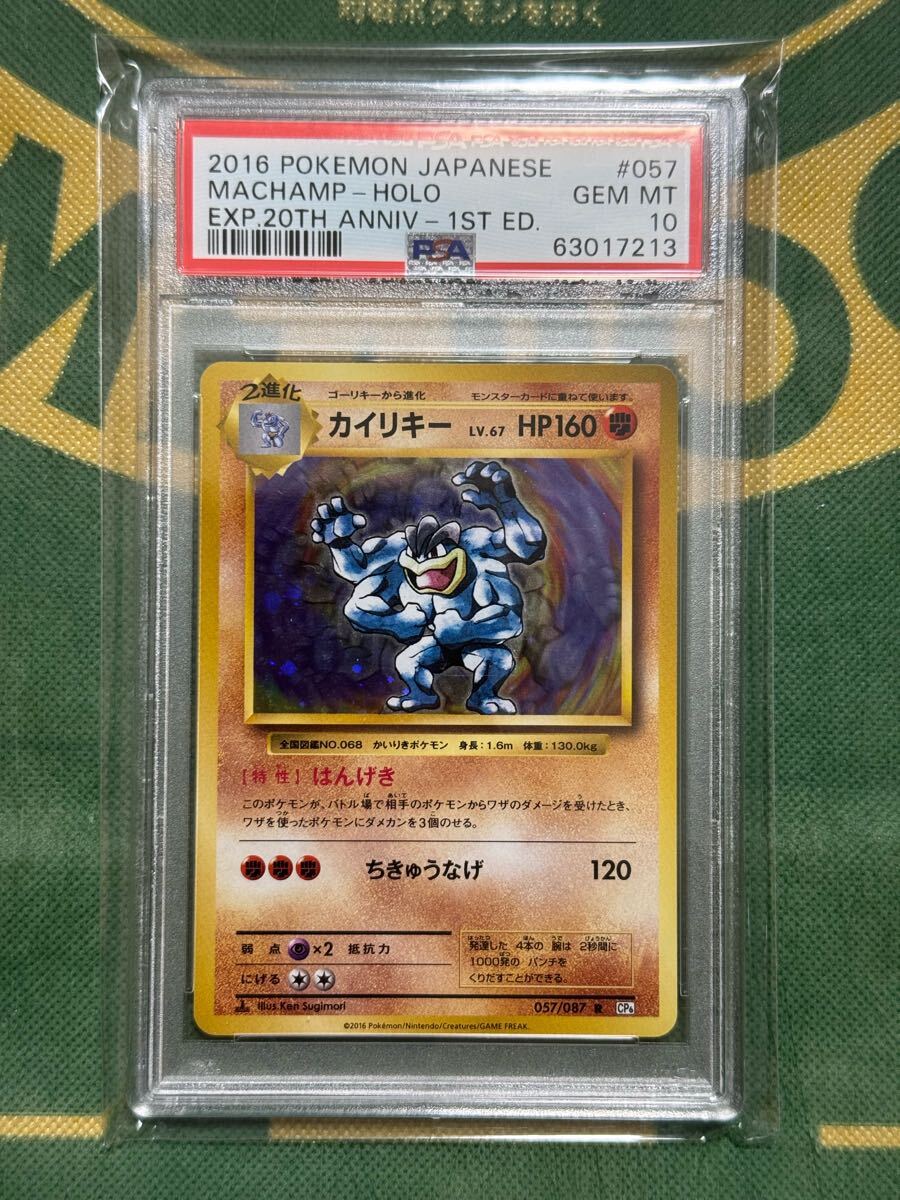 2016 POKEMON JAPANESE #057
MACHAMP - HOLO GEM MT
EXP.20TH ANNIV - 1ST ED. 10
PSA 63017213
2進化
ゴーリキーから進化 モンスターカードに重ねて使います。
カイリキー LV.67 HP160
全国図鑑NO.068 かいりきポケモン 身長:1.6m 体重:130.0kg
[特性] はんげき
このポケモンが、バトル場で相手のポケモンからワザのダメージを受けたとき、
ワザを使ったポケモンにダメカンを3個のせる。
ちきゅうなげ 120
弱点 ×2 抵抗力
にげる
発達した 4本の 腕は 2秒間に
1000発の パンチを
くりだすことができる。
Illus.Ken Sugimori 057/087 R CP6
©2016 Pokémon/Nintendo/Creatures/GAME FREAK.